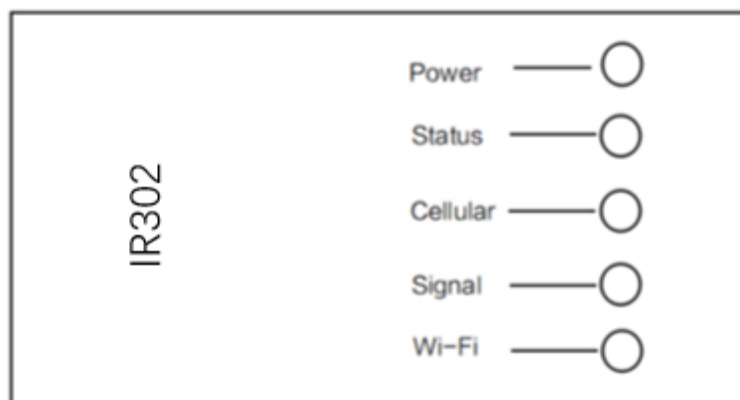 IR302
Power
Status
Cellular
Signal
Wi-Fi